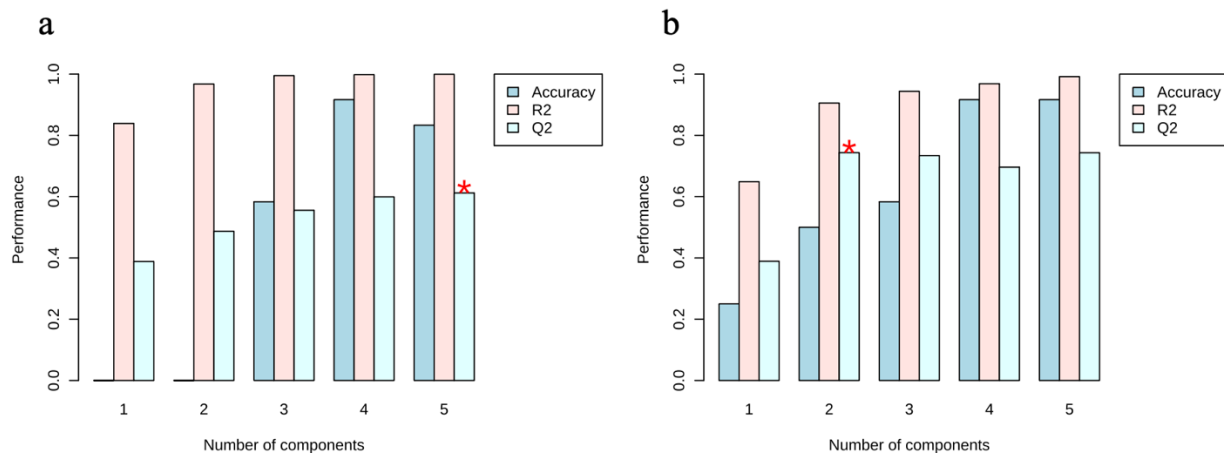 a
Performance
1.0
0.8
0.6
0.4
0.2
0.0
1 2 3 4 5
Number of components
Accuracy
R2
Q2
*
b
Performance
1.0
0.8
0.6
0.4
0.2
0.0
1 2 3 4 5
Number of components
Accuracy
R2
Q2
*